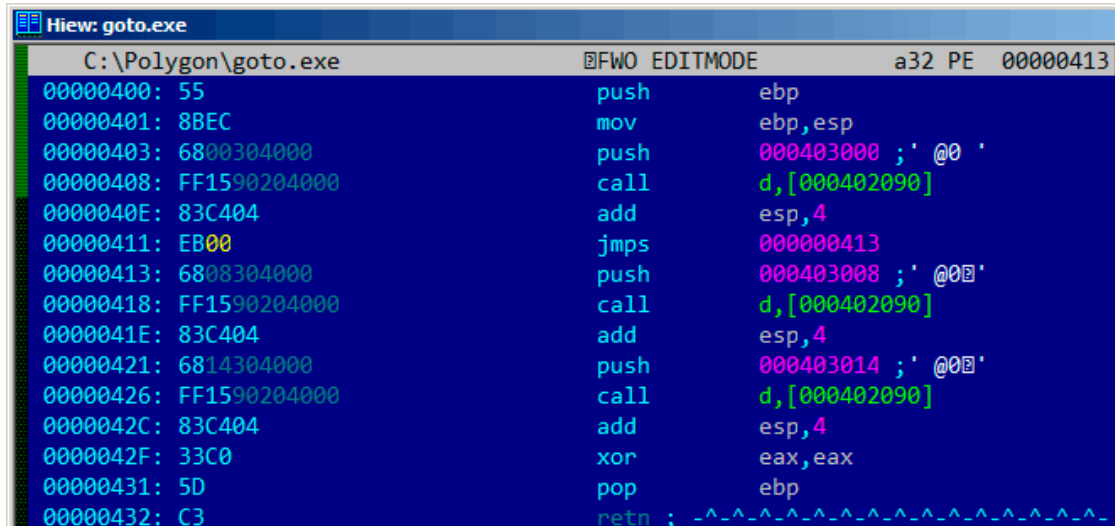 Hiew: goto.exe
C:\Polygon\goto.exe FWO EDITMODE a32 PE 00000413
00000400: 55 push ebp
00000401: 8BEC mov ebp,esp
00000403: 6800304000 push 000403000 ;' @0 '
00000408: FF1590204000 call d,[000402090]
0000040E: 83C404 add esp,4
00000411: EB00 jmps 000000413
00000413: 6808304000 push 000403008 ;' @0⍰'
00000418: FF1590204000 call d,[000402090]
0000041E: 83C404 add esp,4
00000421: 6814304000 push 000403014 ;' @0⍰'
00000426: FF1590204000 call d,[000402090]
0000042C: 83C404 add esp,4
0000042F: 33C0 xor eax,eax
00000431: 5D pop ebp
00000432: C3 retn ; -^-^-^-^-^-^-^-^-^-^-^-^-^-^-